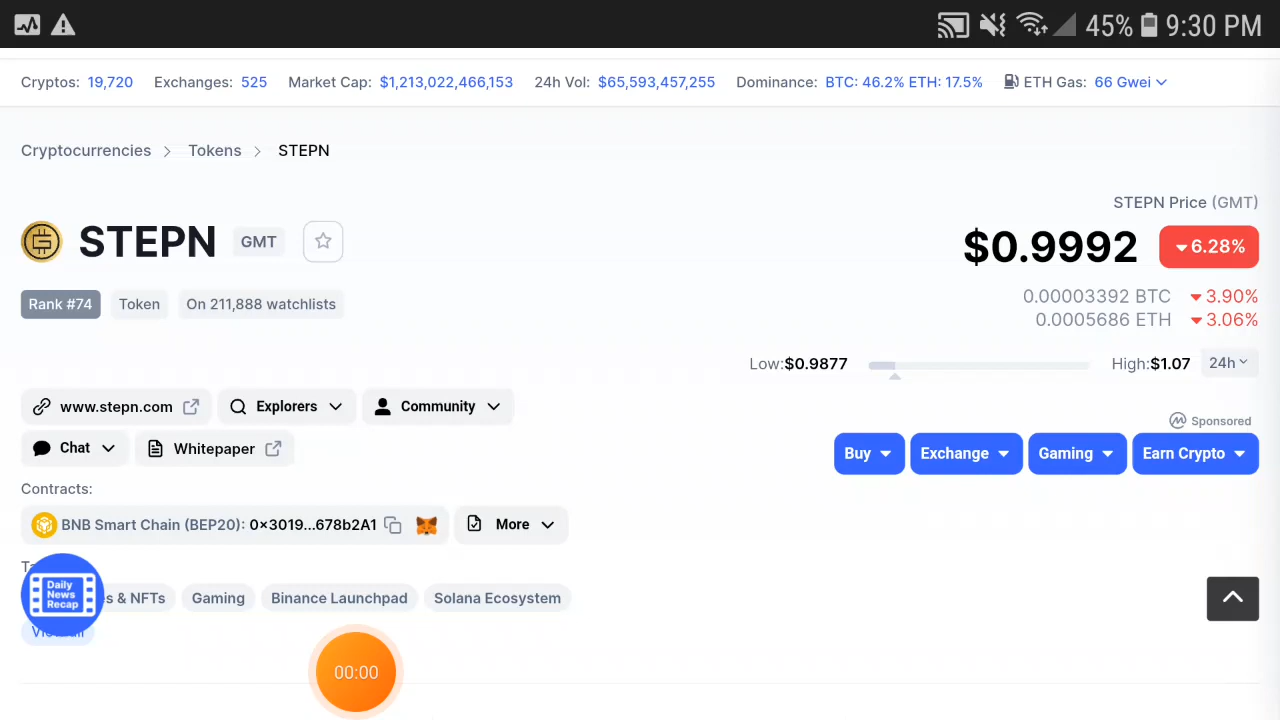 45% 9:30 PM
Cryptos: 19,720 Exchanges: 525 Market Cap: $1,213,022,466,153 24h Vol: $65,593,457,255 Dominance: BTC: 46.2% ETH: 17.5% ETH Gas: 66 Gwei
Cryptocurrencies > Tokens > STEPN
STEPN Price (GMT)
STEPN GMT
$0.9992 6.28%
Rank #74 Token On 211,888 watchlists
0.00003392 BTC 3.90%
0.0005686 ETH 3.06%
Low:$0.9877 High:$1.07 24h
www.stepn.com Explorers Community
Sponsored
Chat Whitepaper
Buy Exchange Gaming Earn Crypto
Contracts:
BNB Smart Chain (BEP20): 0x3019...678b2A1 More
Daily
News
Recap
s & NFTs Gaming Binance Launchpad Solana Ecosystem
00:00